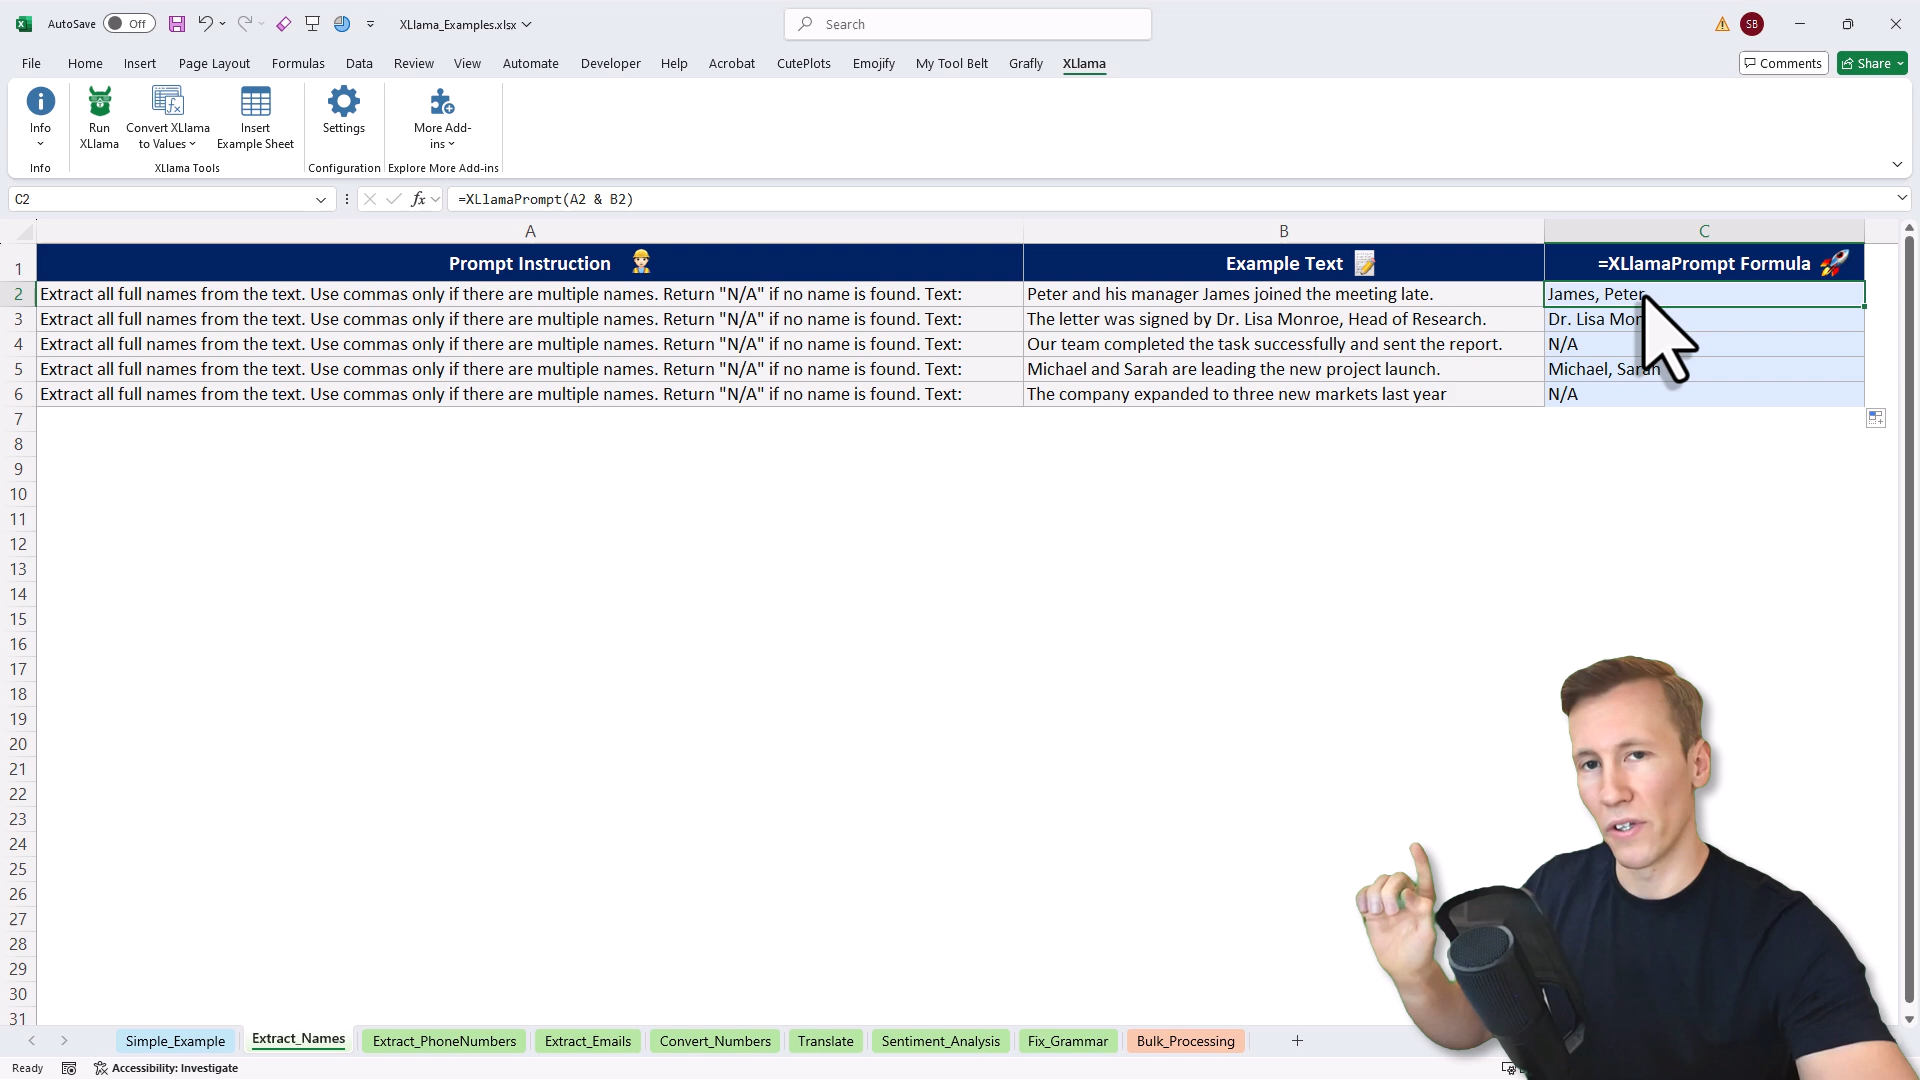 AutoSave Off XLlama_Examples.xlsx Search SB
File Home Insert Page Layout Formulas Data Review View Automate Developer Help Acrobat CutePlots Emojify My Tool Belt Grafly XLlama Comments Share
Info
Run XLlama
Convert XLlama to Values
Insert Example Sheet
Settings
More Add-ins
Info XLlama Tools Configuration Explore More Add-ins
C2 fx =XLlamaPrompt(A2 & B2)
A B C
1 Prompt Instruction Example Text =XLlamaPrompt Formula
2 Extract all full names from the text. Use commas only if there are multiple names. Return "N/A" if no name is found. Text: Peter and his manager James joined the meeting late. James, Peter
3 Extract all full names from the text. Use commas only if there are multiple names. Return "N/A" if no name is found. Text: The letter was signed by Dr. Lisa Monroe, Head of Research. Dr. Lisa
4 Extract all full names from the text. Use commas only if there are multiple names. Return "N/A" if no name is found. Text: Our team completed the task successfully and sent the report. N/A
5 Extract all full names from the text. Use commas only if there are multiple names. Return "N/A" if no name is found. Text: Michael and Sarah are leading the new project launch. Michael, Sarah
6 Extract all full names from the text. Use commas only if there are multiple names. Return "N/A" if no name is found. Text: The company expanded to three new markets last year N/A
7
8
9
10
11
12
13
14
15
16
17
18
19
20
21
22
23
24
25
26
27
28
29
30
31
Simple_Example Extract_Names Extract_PhoneNumbers Extract_Emails Convert_Numbers Translate Sentiment_Analysis Fix_Grammar Bulk_Processing
Ready Accessibility: Investigate